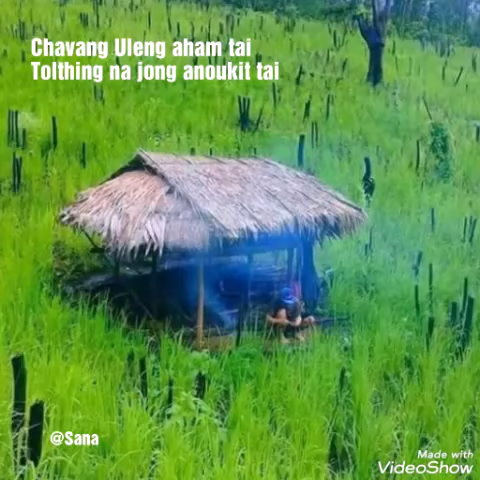 Chavang Uleng aham tai
Tolthing na jong anoukit tai
@Sana
Made with
VideoShow